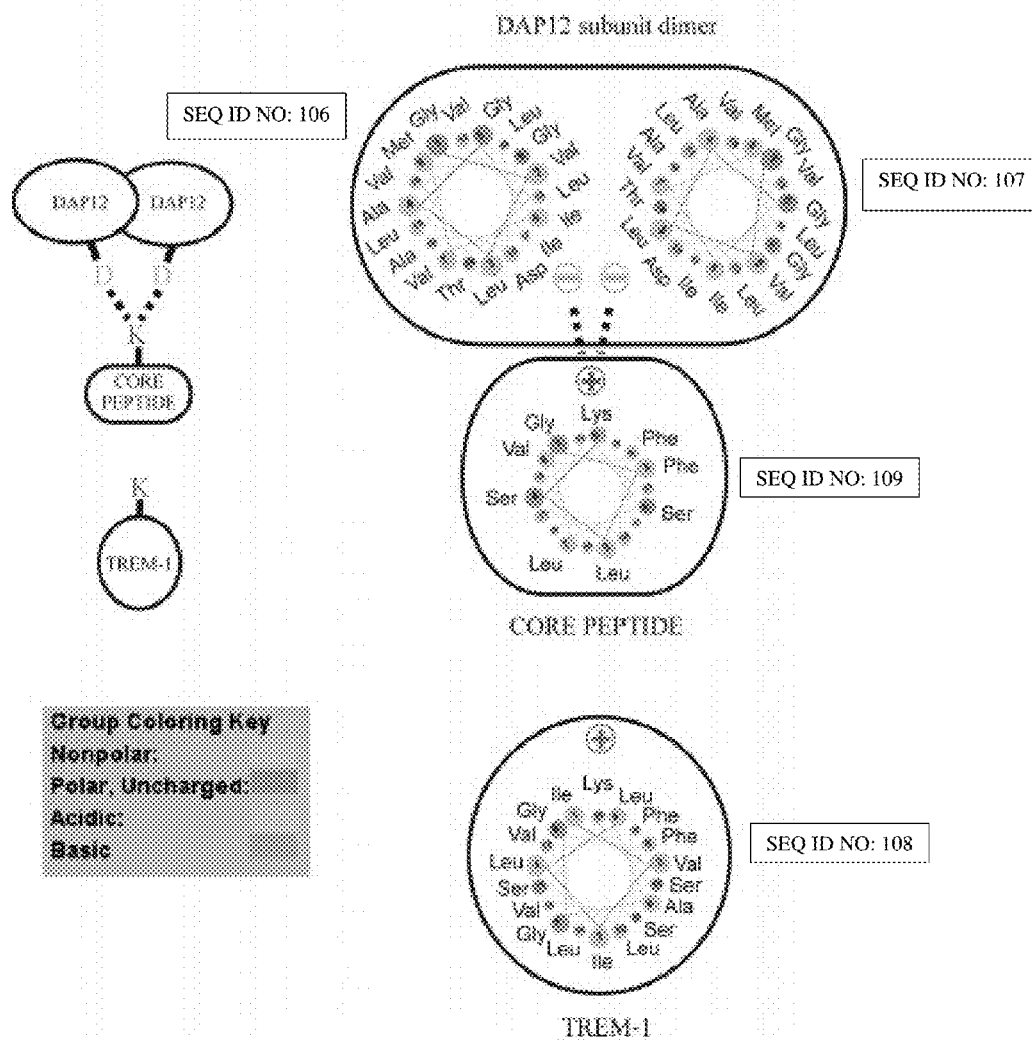 DAP12 subunit dimer
SEQ ID NO: 106
Met Gly Val Gly Leu Gly Val Leu Ile Ile Asp Leu Thr Val Ala Leu Ala Val
Leu Ala Val Met Gly Val Gly Leu Gly Val Leu Ile Ile Asp Leu Thr Val Ala
SEQ ID NO: 107
DAP12
DAP12
D
D
K
CORE
PEPTIDE
K
TREM-1
Lys
Phe
Phe
Ser
Leu
Leu
Ser
Val
Gly
SEQ ID NO: 109
CORE PEPTIDE
Group Coloring Key
Nonpolar:
Polar, Uncharged:
Acidic:
Basic
Lys
Leu
Phe
Phe
Val
Ser
Ala
Ser
Leu
Ile
Leu
Gly
Val
Ser
Leu
Val
Gly
Ile
SEQ ID NO: 108
TREM-1